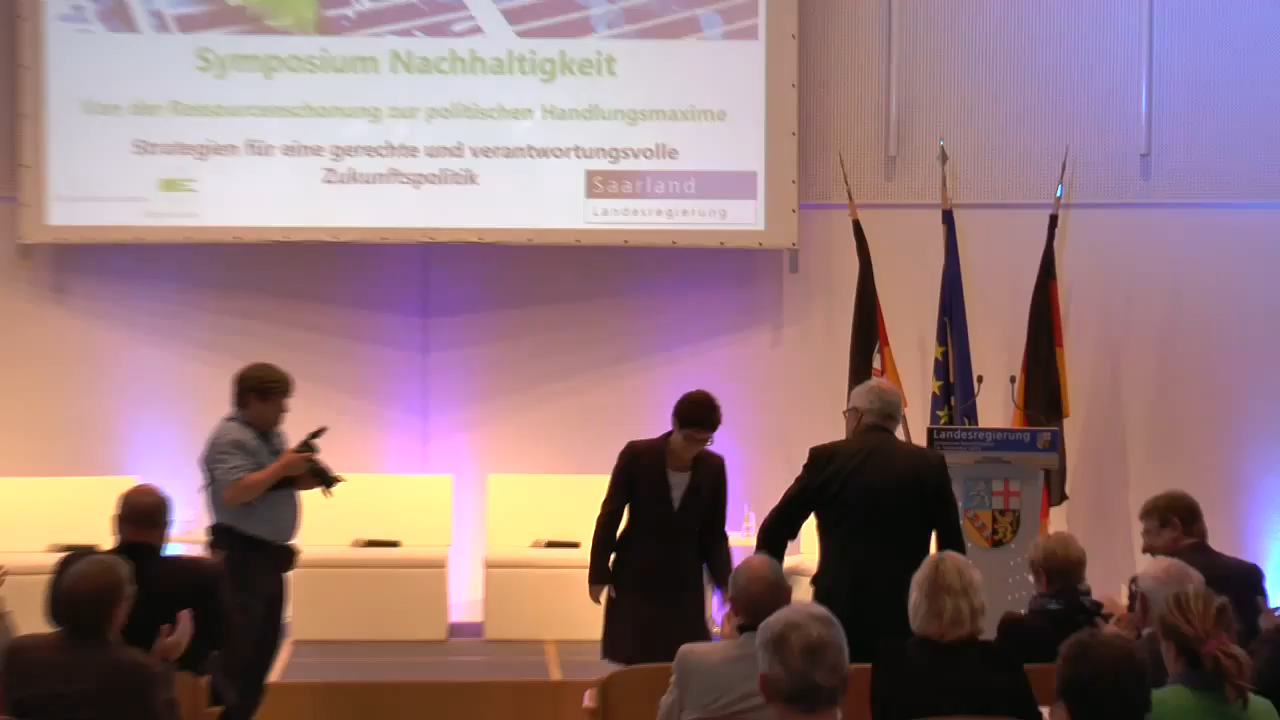 Symposium Nachhaltigkeit
Von der Ressourcenschonung zur politischen Handlungsmaxime
Strategien für eine gerechte und verantwortungsvolle
Zukunftspolitik
Saarland
Landesregierung
Landesregierung